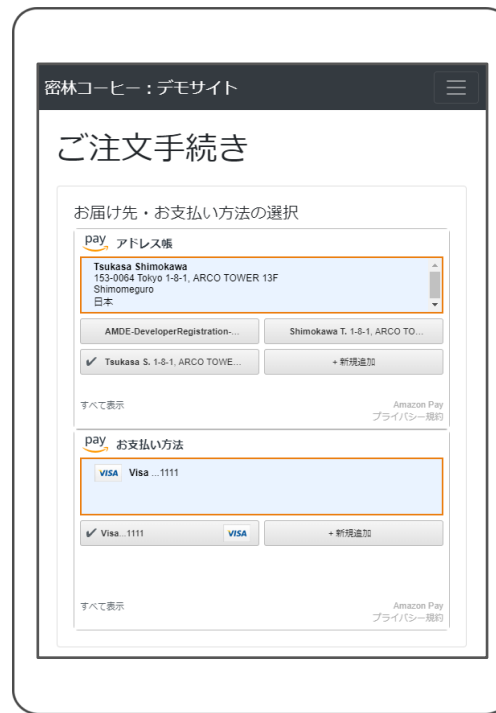 密林コーヒー：デモサイト
ご注文手続き
お届け先・お支払い方法の選択
pay アドレス帳
Tsukasa Shimokawa
153-0064 Tokyo 1-8-1, ARCO TOWER 13F
Shimomeguro
日本
AMDE-DeveloperRegistration-... Shimokawa T. 1-8-1, ARCO TO...
✔ Tsukasa S. 1-8-1, ARCO TOWE... + 新規追加
すべて表示 Amazon Pay
プライバシー規約
pay お支払い方法
VISA Visa ...1111
✔ Visa...1111 VISA + 新規追加
すべて表示 Amazon Pay
プライバシー規約